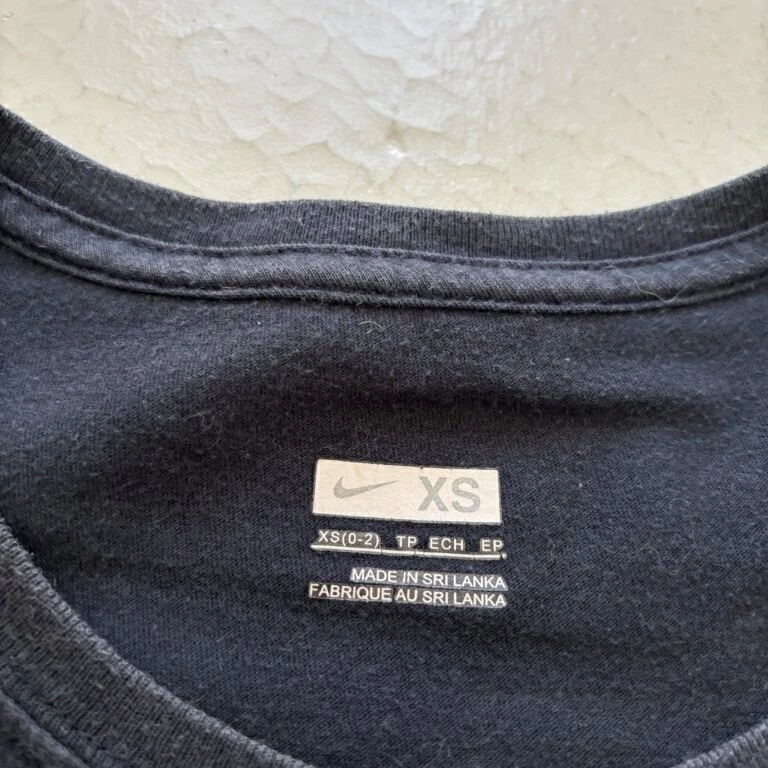 XS
XS(0-2) TP ECH EP
MADE IN SRI LANKA
FABRIQUE AU SRI LANKA